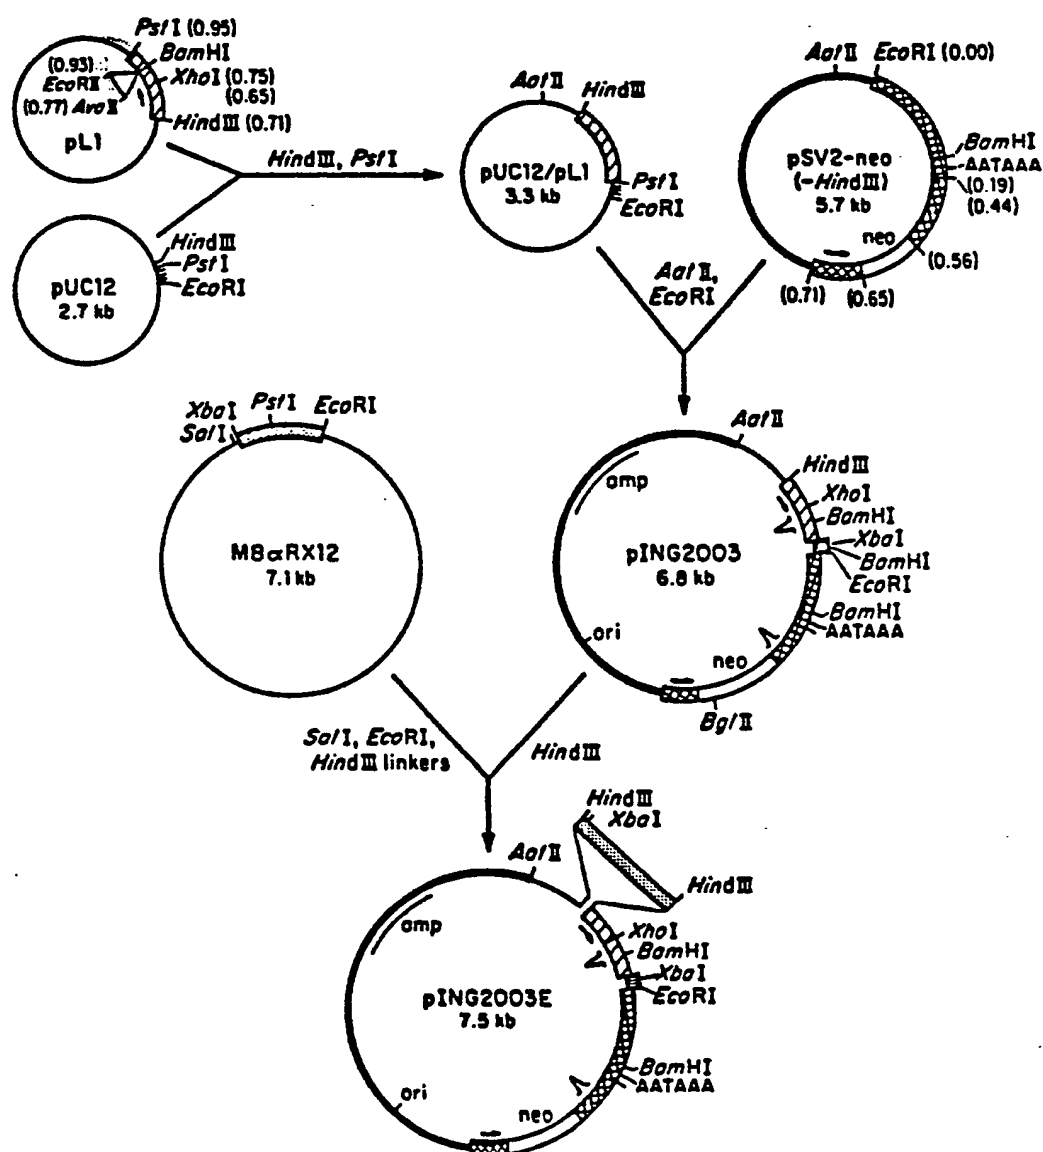 PstI (0.95)
BamHI
(0.93)
EcoRII
XhoI (0.75)
(0.65)
(0.77) AvaII
HindIII (0.71)
pL1
HindIII, PstI
HindIII
PstI
EcoRI
pUC12
2.7 kb
AatII
HindIII
pUC12/pL1
3.3 kb
PstI
EcoRI
AatII
EcoRI (0.00)
BamHI
AATAAA
(0.19)
(0.44)
pSV2-neo
(-HindIII)
5.7 kb
neo
(0.56)
(0.71)
(0.65)
AatII,
EcoRI
XbaI
SalI
PstI
EcoRI
M8αRX12
7.1 kb
AatII
HindIII
XhoI
BamHI
XbaI
BamHI
EcoRI
BamHI
AATAAA
amp
pING2003
6.8 kb
ori
neo
BglII
SalI, EcoRI,
HindIII linkers
HindIII
HindIII
XbaI
HindIII
AatII
amp
XhoI
BamHI
XbaI
EcoRI
pING2003E
7.5 kb
BamHI
AATAAA
ori
neo